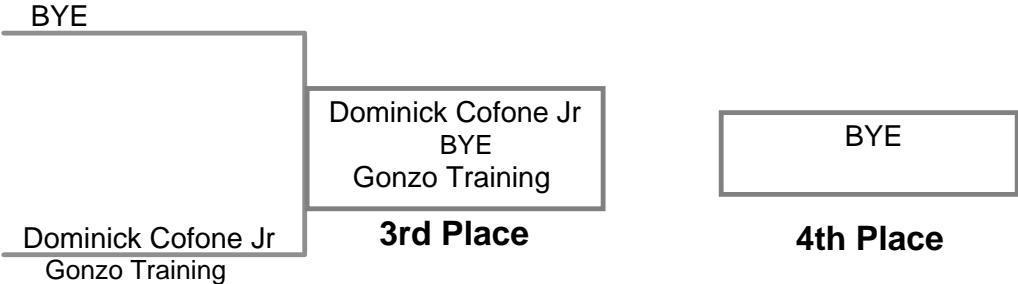 BYE
Dominick Cofone Jr
BYE
Gonzo Training
3rd Place
BYE
4th Place
Dominick Cofone Jr
Gonzo Training